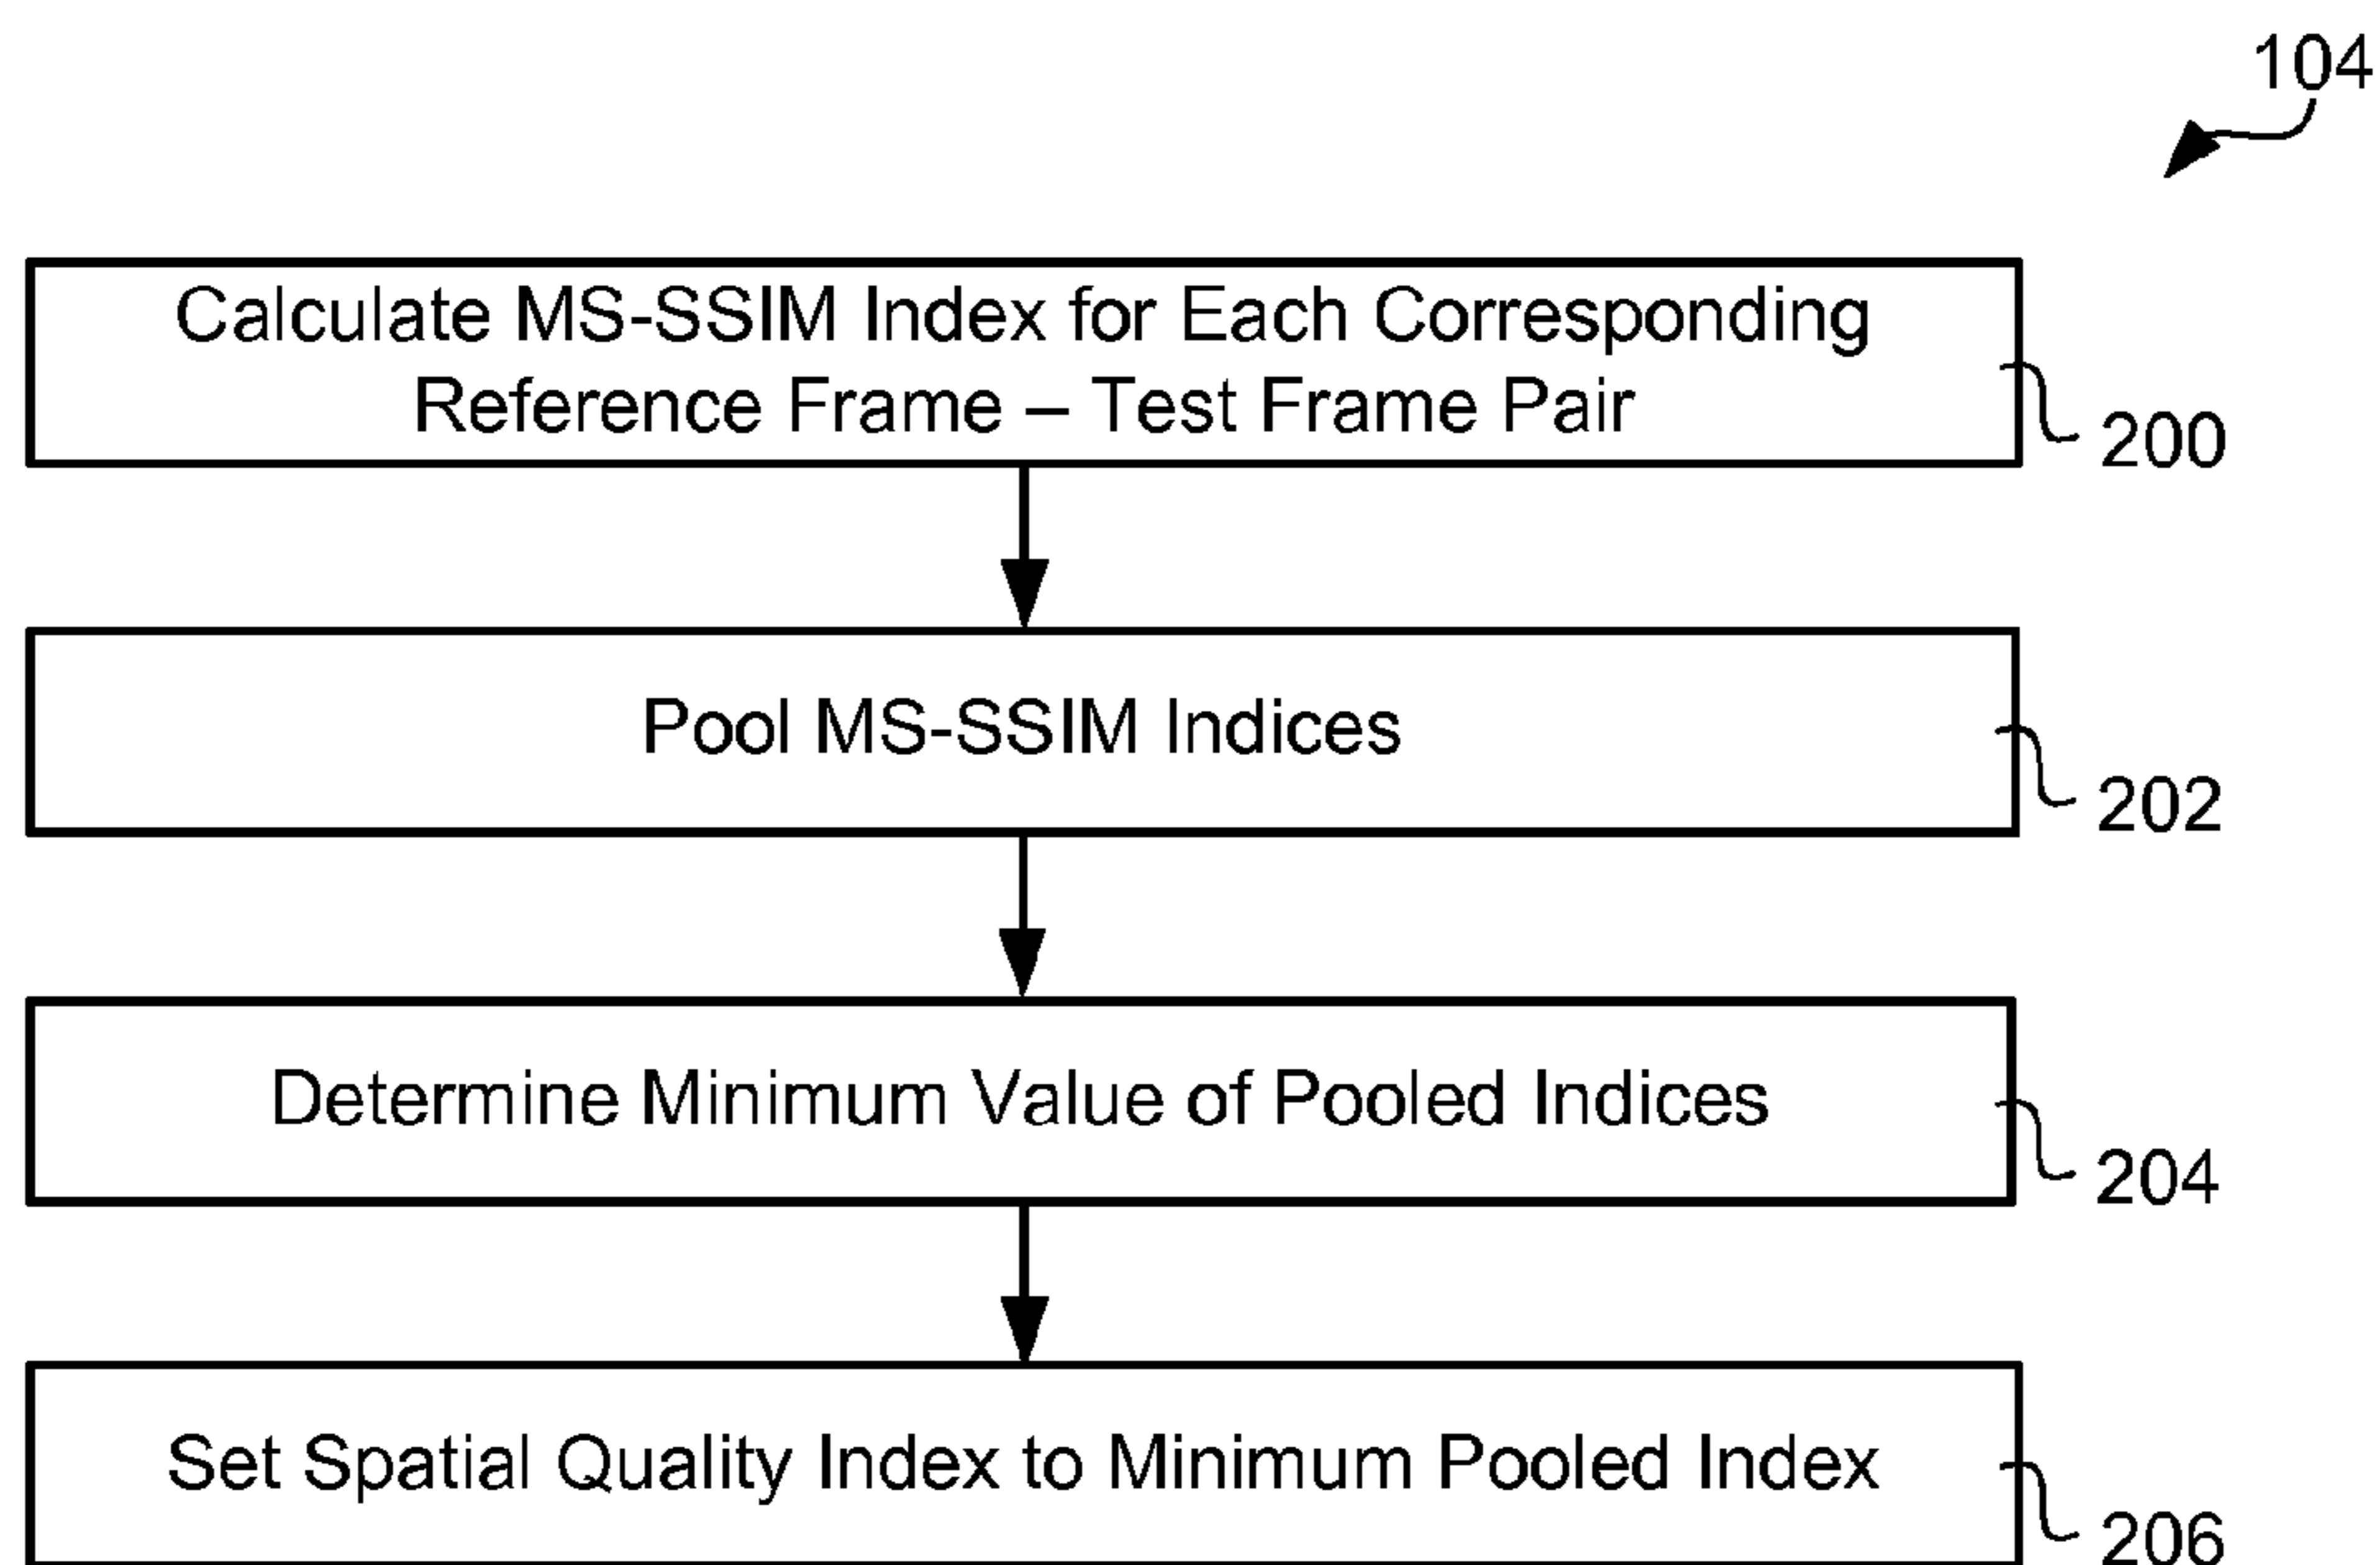 104
Calculate MS-SSIM Index for Each Corresponding
Reference Frame – Test Frame Pair
200
Pool MS-SSIM Indices
202
Determine Minimum Value of Pooled Indices
204
Set Spatial Quality Index to Minimum Pooled Index
206